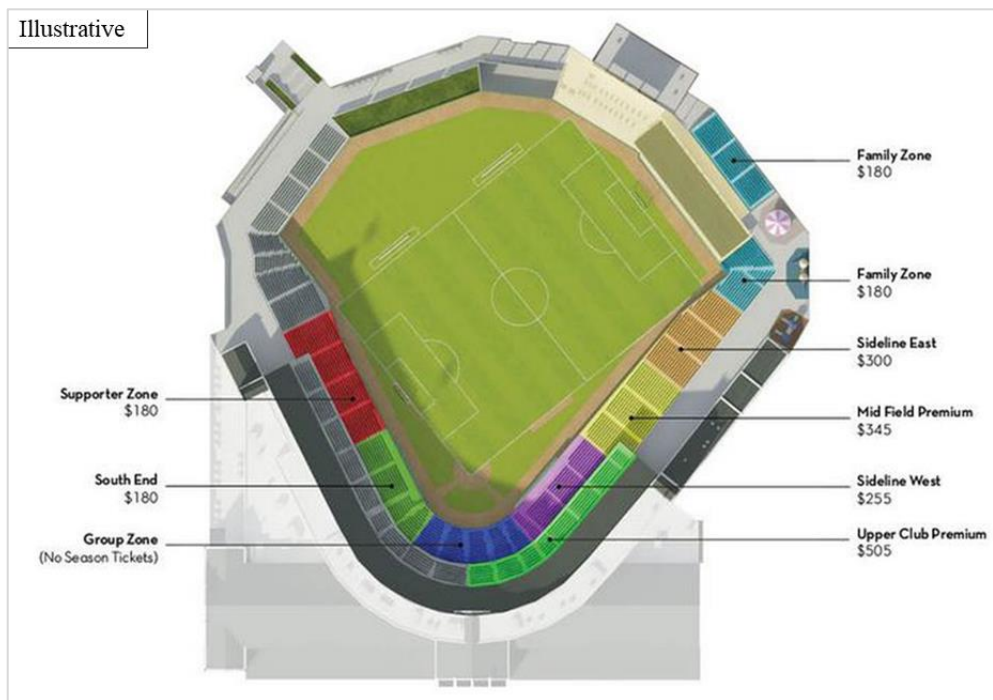 Illustrative
Family Zone
$180
Family Zone
$180
Sideline East
$300
Supporter Zone
$180
Mid Field Premium
$345
South End
$180
Sideline West
$255
Group Zone
(No Season Tickets)
Upper Club Premium
$505